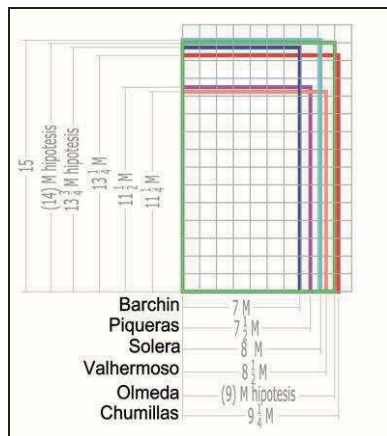 15
(14) M hipotesis
13 3/4 M hipotesis
13 1/4 M
11 1/2 M
11 1/4 M
Barchin 7 M
Piqueras 7 1/2 M
Solera 8 M
Valhermoso 8 1/2 M
Olmeda (9) M hipotesis
Chumillas 9 1/4 M